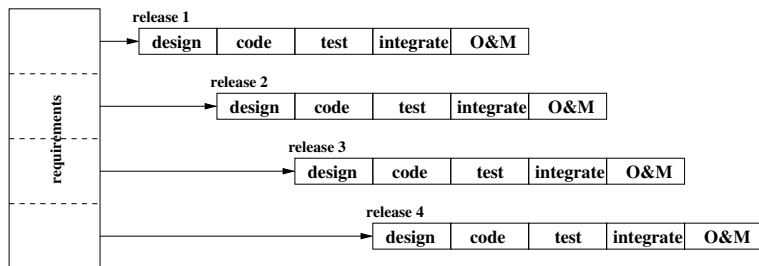 release 1
design code test integrate O&M
release 2
design code test integrate O&M
requirements
release 3
design code test integrate O&M
release 4
design code test integrate O&M